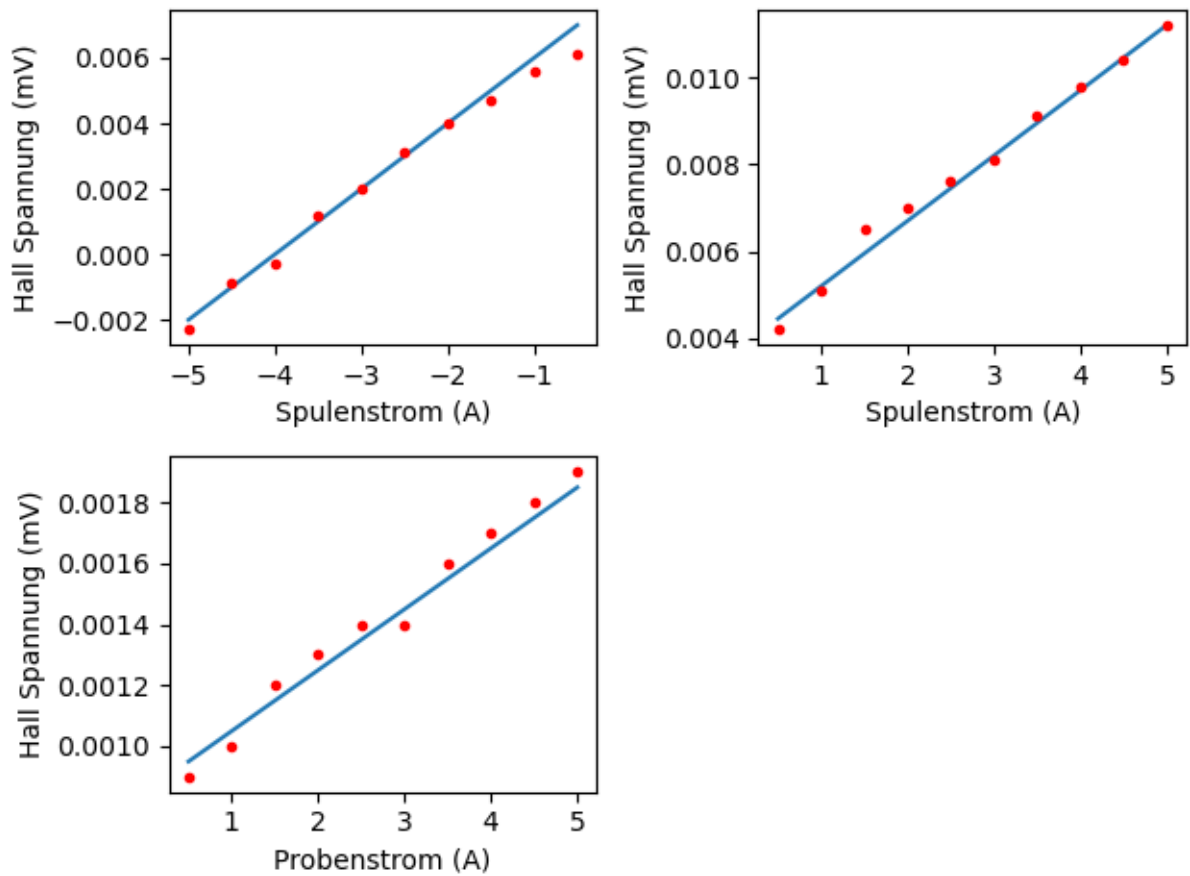 Hall Spannung (mV)
0.006
0.004
0.002
0.000
−0.002
−5 −4 −3 −2 −1
Spulenstrom (A)
Hall Spannung (mV)
0.010
0.008
0.006
0.004
1 2 3 4 5
Spulenstrom (A)
Hall Spannung (mV)
0.0018
0.0016
0.0014
0.0012
0.0010
1 2 3 4 5
Probenstrom (A)